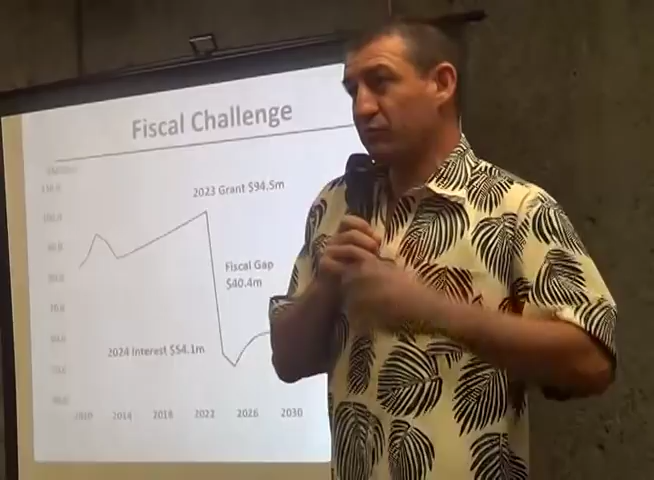 Fiscal Challenge
2023 Grant $94.5m
Fiscal Gap
$40.4m
2024 Interest $54.1m
2010 2014 2018 2022 2026 2030